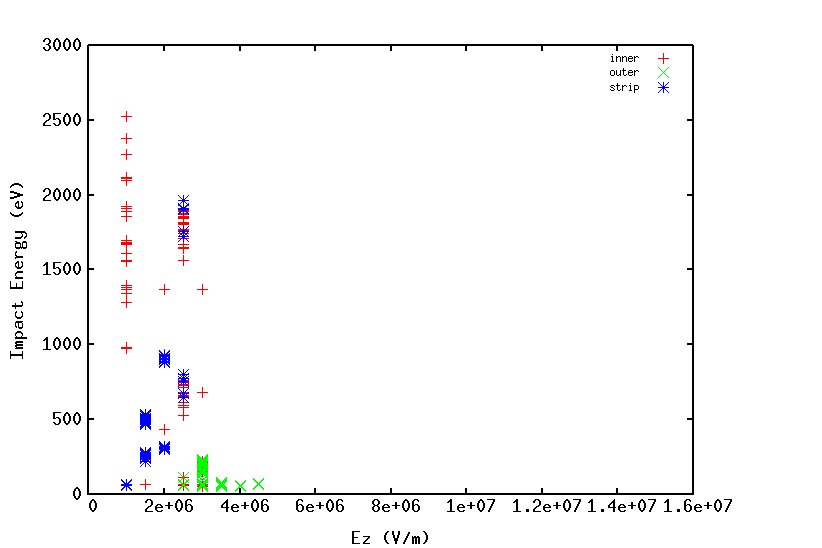 3000
inner
outer
strip
2500
2000
1500
1000
500
0
0 2e+06 4e+06 6e+06 8e+06 1e+07 1.2e+07 1.4e+07 1.6e+07
Impact Energy (eV)
Ez (V/m)